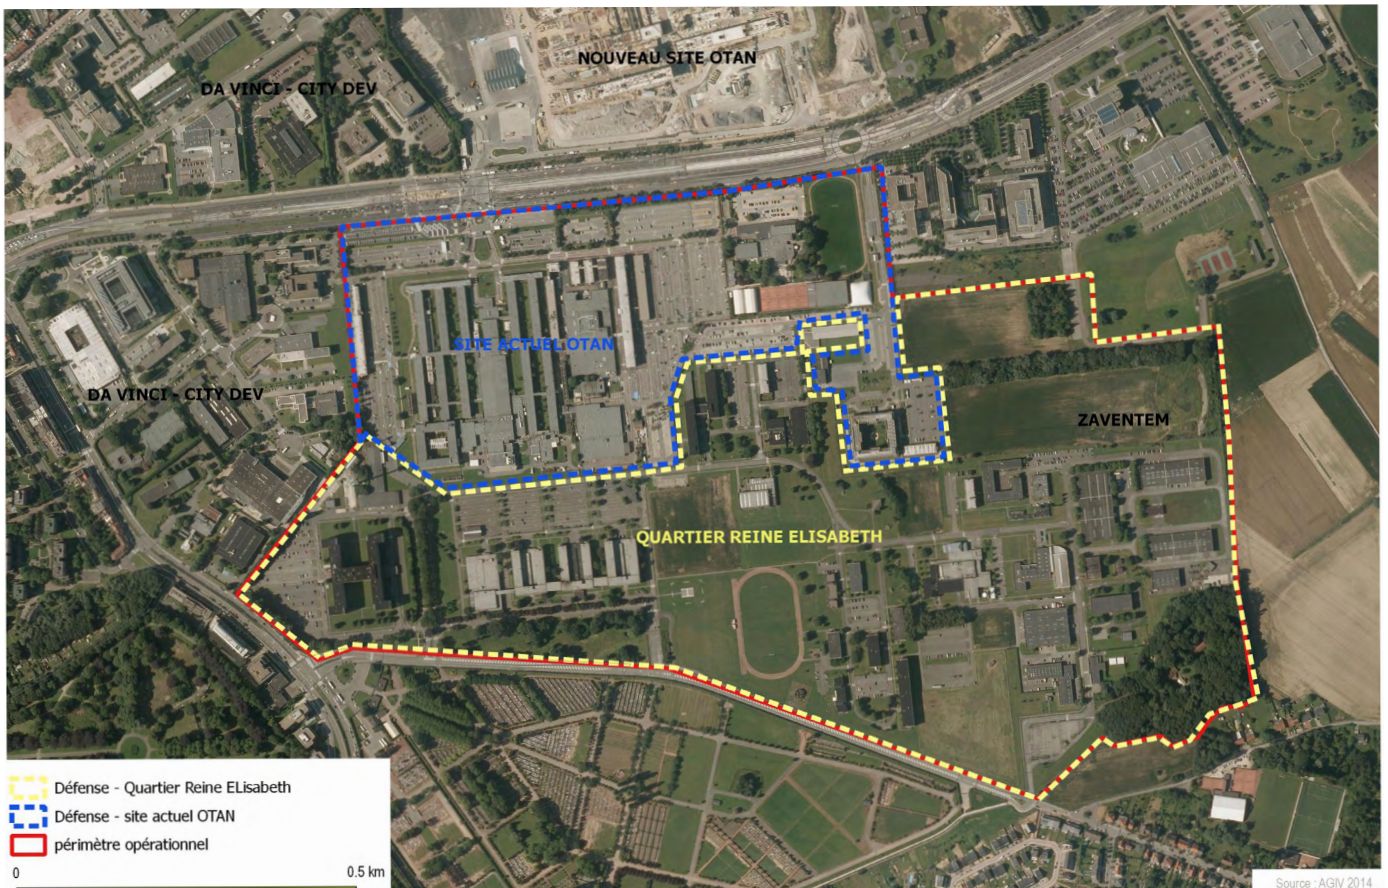 NOUVEAU SITE OTAN
DA VINCI - CITY DEV
SITE ACTUEL OTAN
DA VINCI - CITY DEV
ZAVENTEM
QUARTIER REINE ELISABETH
Défense - Quartier Reine ELisabeth
Défense - site actuel OTAN
périmètre opérationnel
0 0.5 km
Source : AGIV 2014